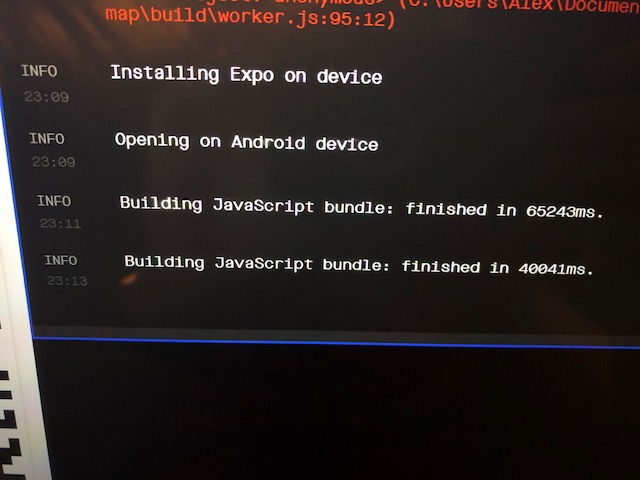 anonymous> (C:\Users\Alex\Documen
map\build\worker.js:95:12)
INFO Installing Expo on device
23:09
INFO Opening on Android device
23:09
INFO Building JavaScript bundle: finished in 65243ms.
23:11
INFO Building JavaScript bundle: finished in 40041ms.
23:13